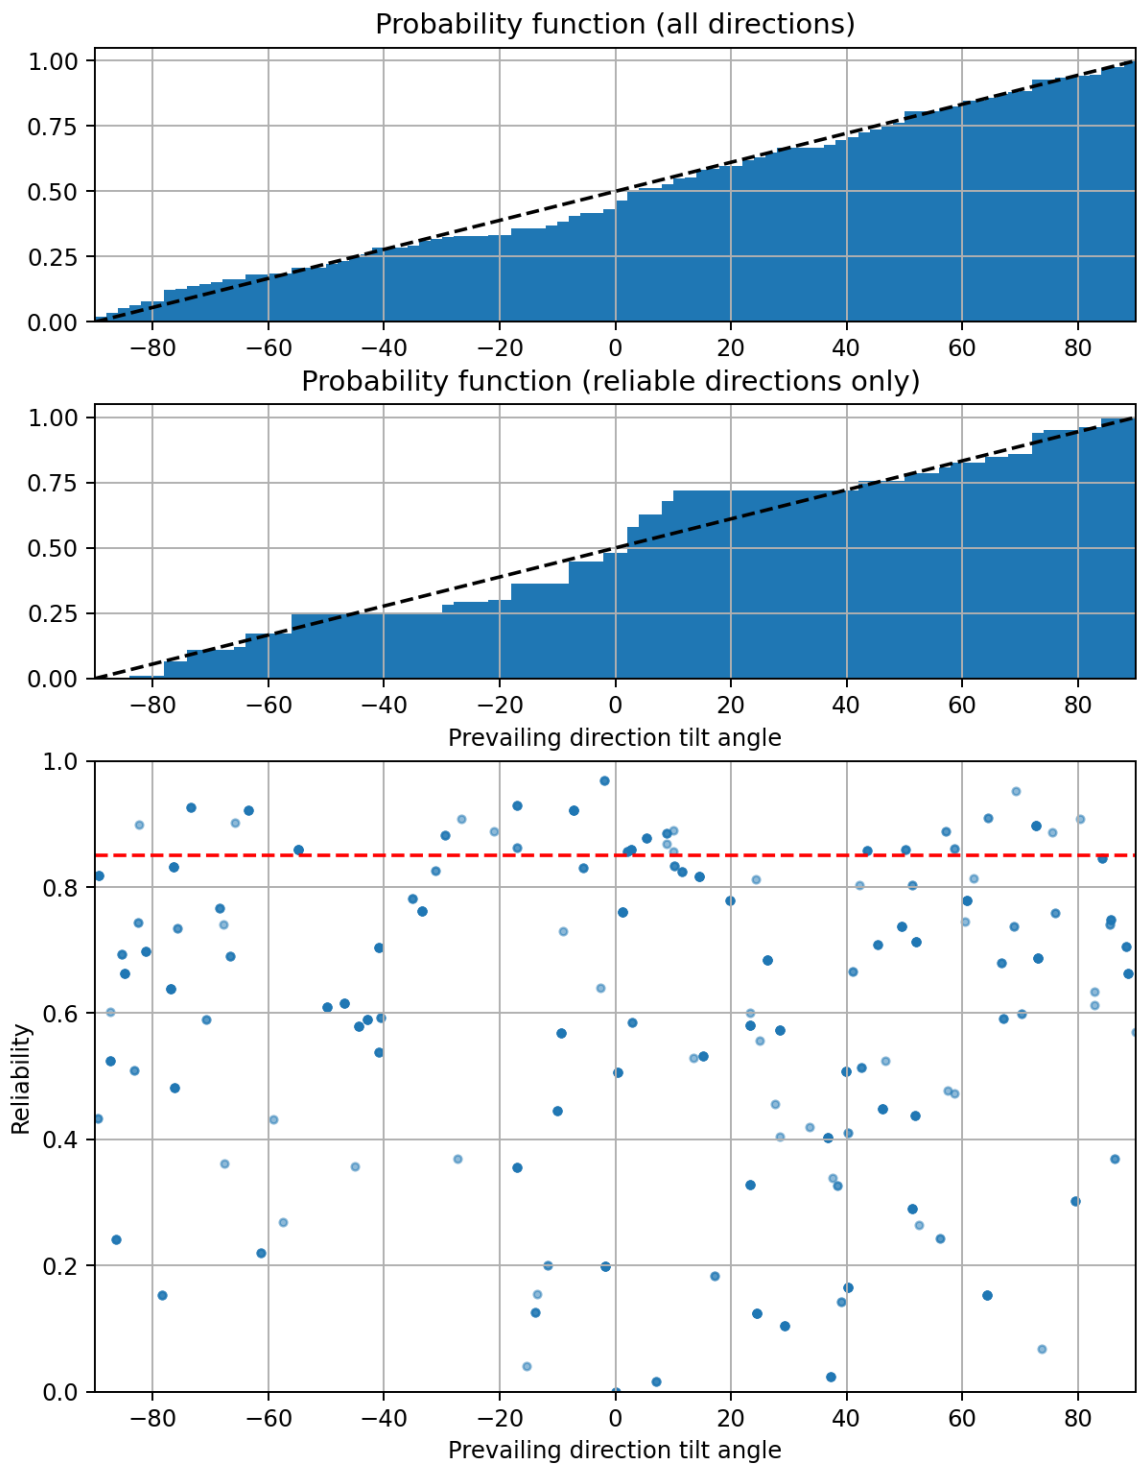 Probability function (all directions)
1.00
0.75
0.50
0.25
0.00
−80 −60 −40 −20 0 20 40 60 80
Probability function (reliable directions only)
1.00
0.75
0.50
0.25
0.00
−80 −60 −40 −20 0 20 40 60 80
Prevailing direction tilt angle
1.0
0.8
0.6
Reliability
0.4
0.2
0.0
−80 −60 −40 −20 0 20 40 60 80
Prevailing direction tilt angle